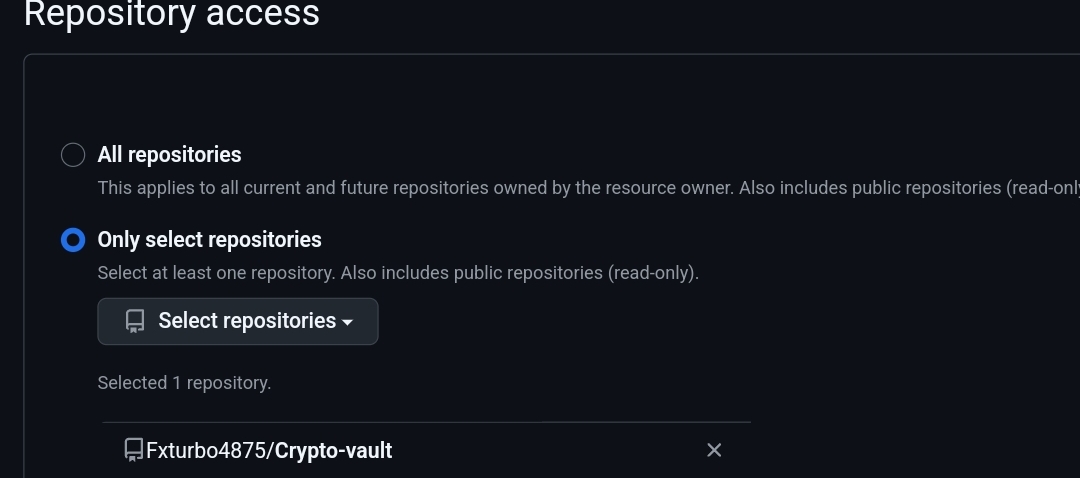 Repository access
All repositories
This applies to all current and future repositories owned by the resource owner. Also includes public repositories (read-only
Only select repositories
Select at least one repository. Also includes public repositories (read-only).
Select repositories
Selected 1 repository.
Fxturbo4875/Crypto-vault